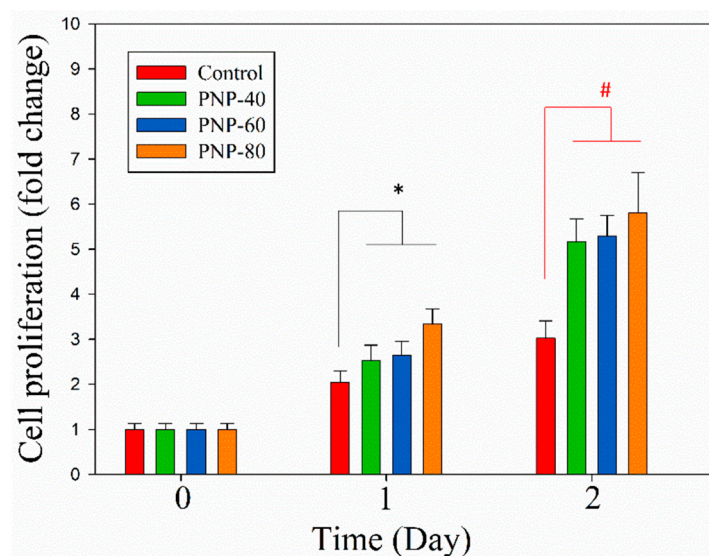 Cell proliferation (fold change)
10
9
8
7
6
5
4
3
2
1
0
Control
PNP-40
PNP-60
PNP-80
*
#
0 1 2
Time (Day)